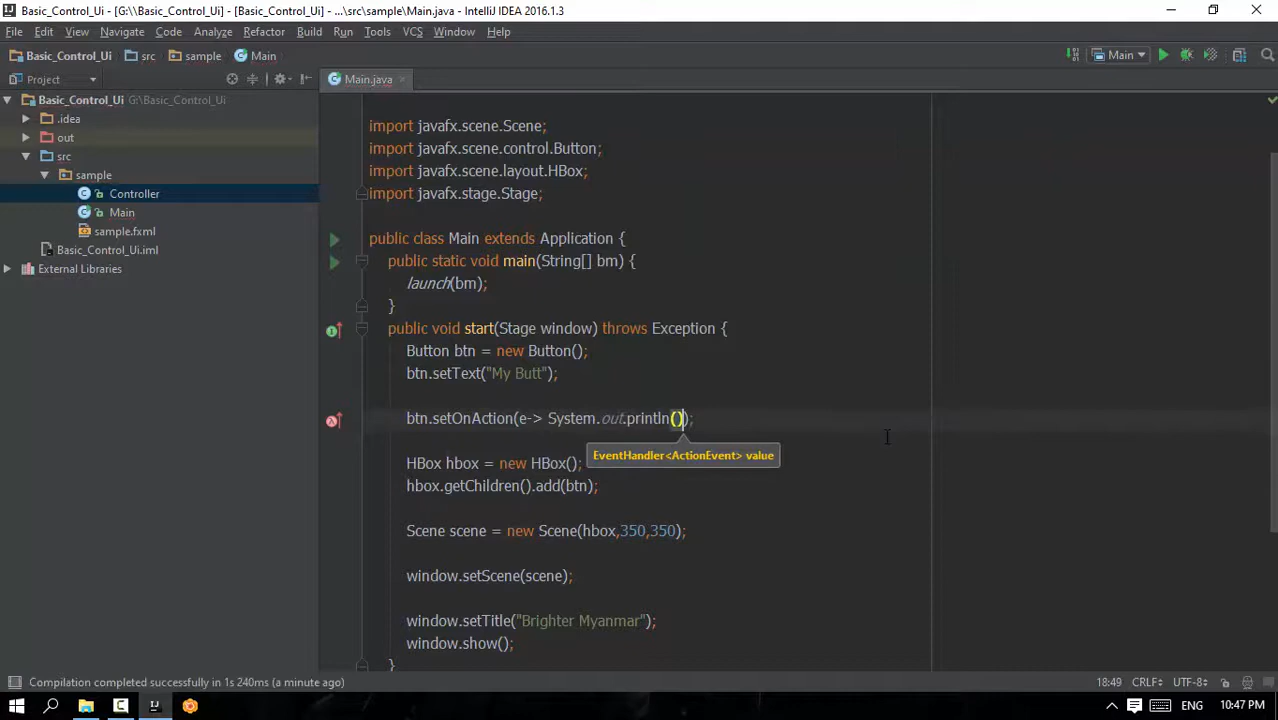 Basic_Control_Ui - [G:\\Basic_Control_Ui] - [Basic_Control_Ui] - ...\src\sample\Main.java - IntelliJ IDEA 2016.1.3
File Edit View Navigate Code Analyze Refactor Build Run Tools VCS Window Help
Basic_Control_Ui src sample Main Main
Project Main.java
Basic_Control_Ui G:\Basic_Control_Ui
.idea
out
src
sample
Controller
Main
sample.fxml
Basic_Control_Ui.iml
External Libraries
import javafx.scene.Scene;
import javafx.scene.control.Button;
import javafx.scene.layout.HBox;
import javafx.stage.Stage;
public class Main extends Application {
public static void main(String[] bm) {
launch(bm);
}
public void start(Stage window) throws Exception {
Button btn = new Button();
btn.setText("My Butt");
btn.setOnAction(e-> System.out.println());
EventHandler<ActionEvent> value
HBox hbox = new HBox();
hbox.getChildren().add(btn);
Scene scene = new Scene(hbox,350,350);
window.setScene(scene);
window.setTitle("Brighter Myanmar");
window.show();
}
Compilation completed successfully in 1s 240ms (a minute ago) 18:49 CRLF÷ UTF-8÷
ENG 10:47 PM